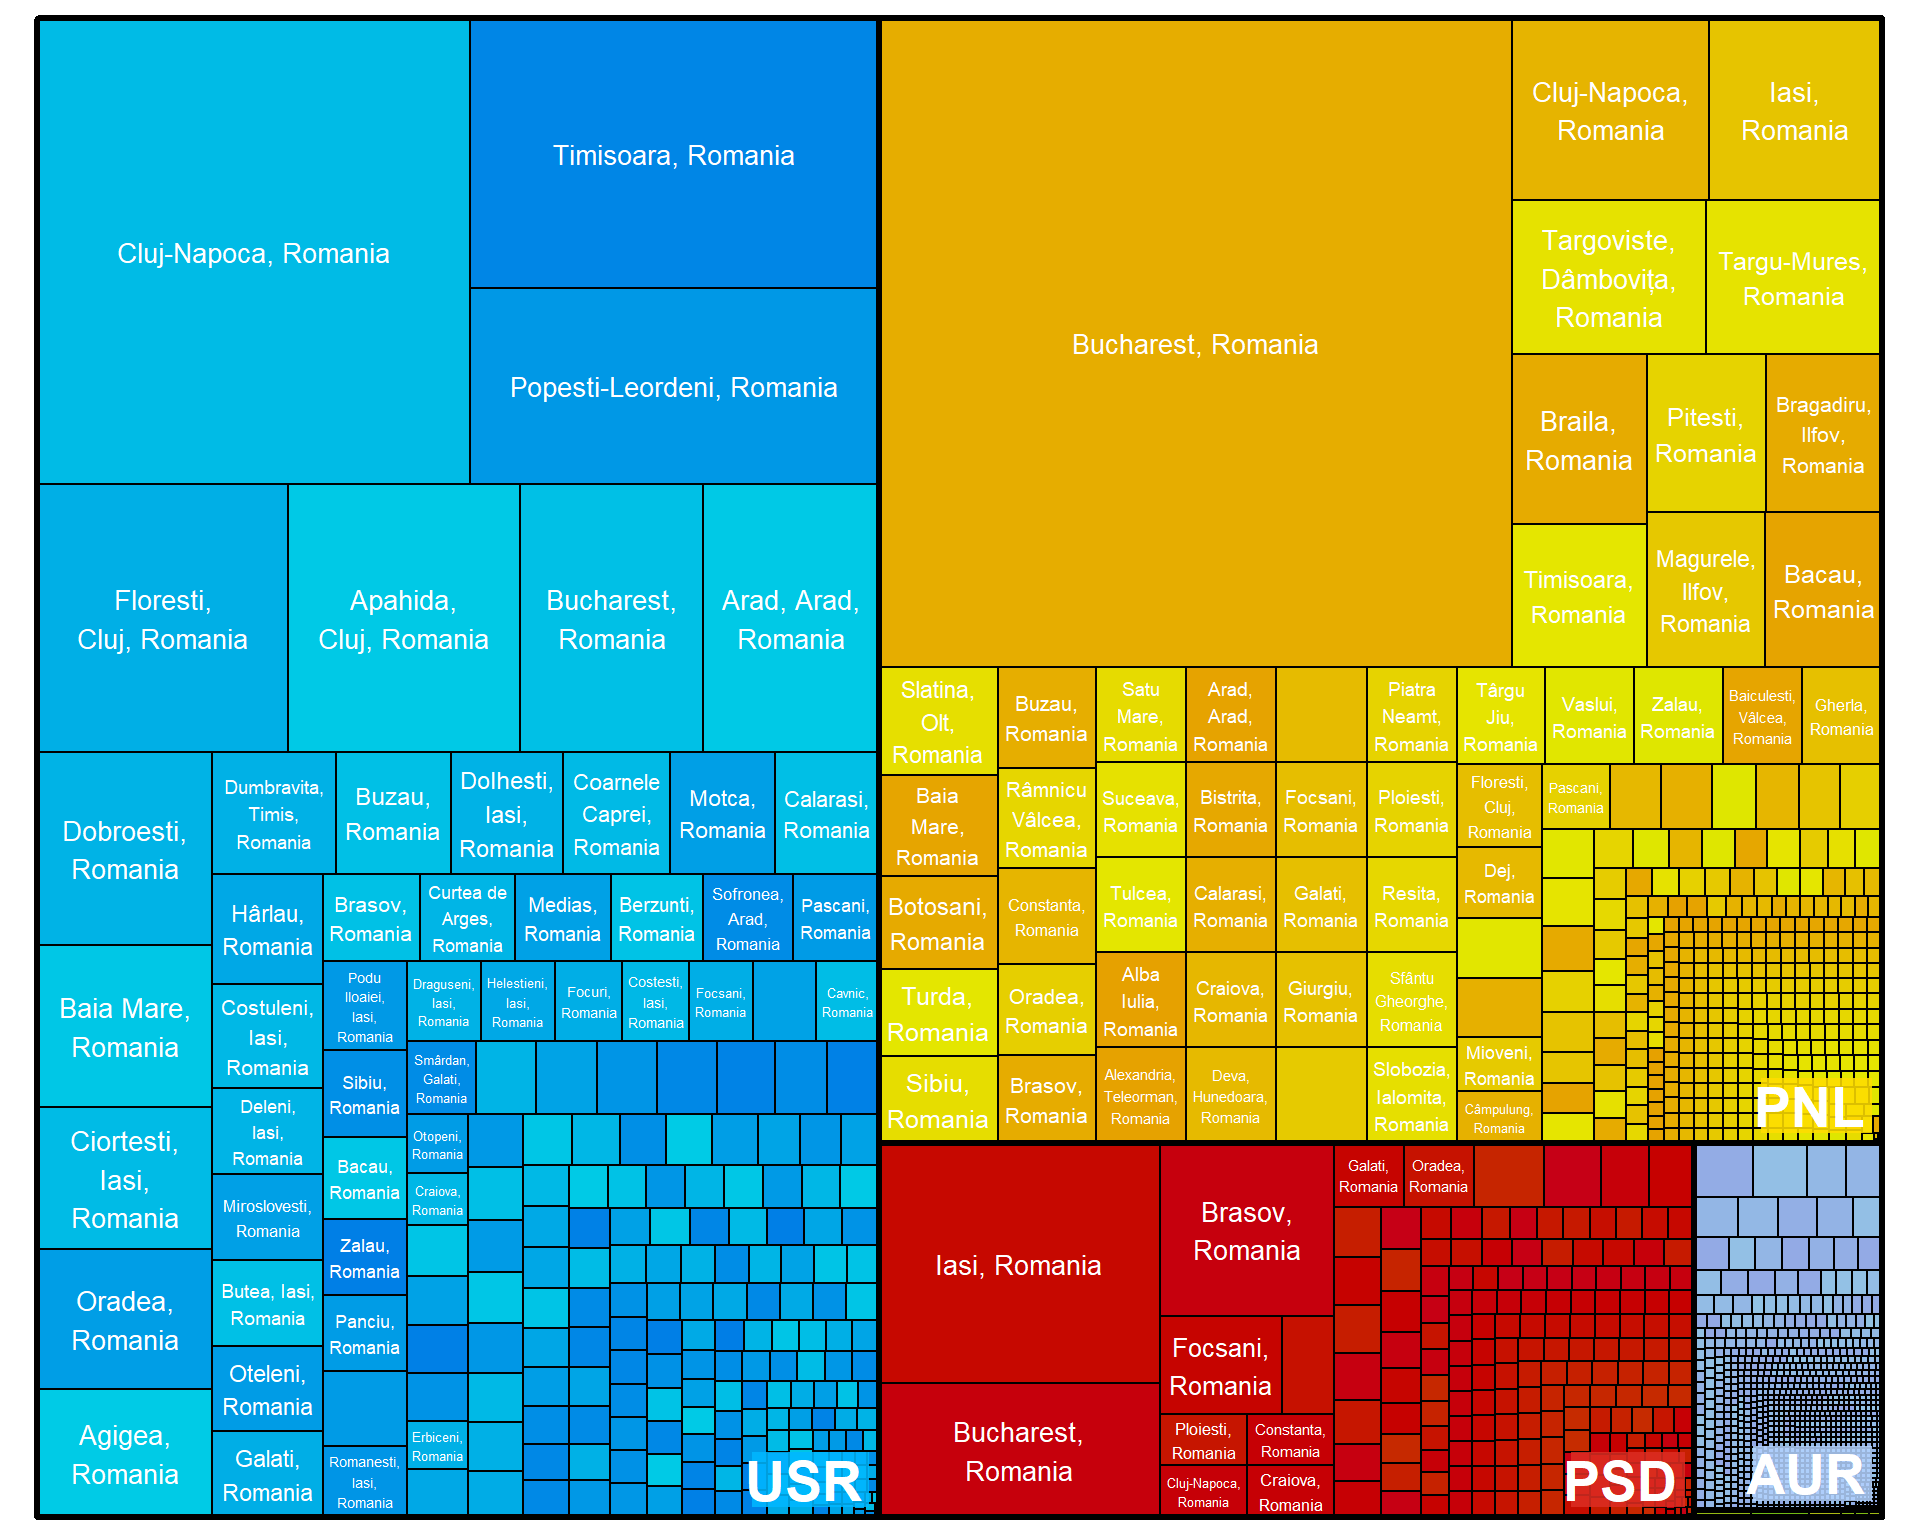 Cluj-Napoca, Romania
Timisoara, Romania
Popesti-Leordeni, Romania
Floresti,
Cluj, Romania
Apahida,
Cluj, Romania
Bucharest,
Romania
Arad, Arad,
Romania
Dobroesti,
Romania
Baia Mare,
Romania
Ciortesti,
Iasi,
Romania
Oradea,
Romania
Agigea,
Romania
Dumbravita,
Timis,
Romania
Buzau,
Romania
Dolhesti,
Iasi,
Romania
Coarnele
Caprei,
Romania
Motca,
Romania
Calarasi,
Romania
Hârlau,
Romania
Costuleni,
Iasi,
Romania
Deleni,
Iasi,
Romania
Miroslovesti,
Romania
Butea, Iasi,
Romania
Oteleni,
Romania
Galati,
Romania
Brasov,
Romania
Curtea de
Arges,
Romania
Medias,
Romania
Berzunti,
Romania
Sofronea,
Arad,
Romania
Pascani,
Romania
Podu
Iloaiei,
Iasi,
Romania
Sibiu,
Romania
Bacau,
Romania
Zalau,
Romania
Panciu,
Romania
Romanesti,
Iasi,
Romania
Draguseni,
Iasi,
Romania
Helestieni,
Iasi,
Romania
Focuri,
Romania
Costesti,
Iasi,
Romania
Focsani,
Romania
Cavnic,
Romania
Smârdan,
Galati,
Romania
Otopeni,
Romania
Craiova,
Romania
Erbiceni,
Romania
USR
Bucharest, Romania
Cluj-Napoca,
Romania
Iasi,
Romania
Targoviste,
Dâmbovița,
Romania
Targu-Mures,
Romania
Braila,
Romania
Pitesti,
Romania
Bragadiru,
Ilfov,
Romania
Timisoara,
Romania
Magurele,
Ilfov,
Romania
Bacau,
Romania
Slatina,
Olt,
Romania
Baia
Mare,
Romania
Botosani,
Romania
Turda,
Romania
Sibiu,
Romania
Buzau,
Romania
Râmnicu
Vâlcea,
Romania
Constanta,
Romania
Oradea,
Romania
Brasov,
Romania
Satu
Mare,
Romania
Suceava,
Romania
Tulcea,
Romania
Alba
Iulia,
Romania
Alexandria,
Teleorman,
Romania
Arad,
Arad,
Romania
Bistrita,
Romania
Calarasi,
Romania
Craiova,
Romania
Deva,
Hunedoara,
Romania
Focsani,
Romania
Galati,
Romania
Giurgiu,
Romania
Piatra
Neamt,
Romania
Ploiesti,
Romania
Resita,
Romania
Sfântu
Gheorghe,
Romania
Slobozia,
Ialomita,
Romania
Târgu
Jiu,
Romania
Vaslui,
Romania
Zalau,
Romania
Baiculesti,
Vâlcea,
Romania
Gherla,
Romania
Floresti,
Cluj,
Romania
Pascani,
Romania
Dej,
Romania
Mioveni,
Romania
Câmpulung,
Romania
PNL
Iasi, Romania
Bucharest,
Romania
Brasov,
Romania
Focsani,
Romania
Ploiesti,
Romania
Constanta,
Romania
Cluj-Napoca,
Romania
Craiova,
Romania
Galati,
Romania
Oradea,
Romania
PSD
AUR